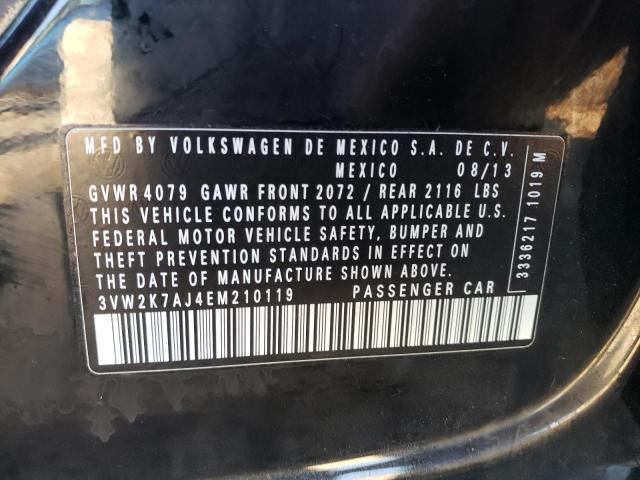 MFD BY VOLKSWAGEN DE MEXICO S.A. DE C.V.
MEXICO 08/13
GVWR 4079 GAWR FRONT 2072 / REAR 2116 LBS
THIS VEHICLE CONFORMS TO ALL APPLICABLE U.S.
FEDERAL MOTOR VEHICLE SAFETY, BUMPER AND
THEFT PREVENTION STANDARDS IN EFFECT ON
THE DATE OF MANUFACTURE SHOWN ABOVE.
3VW2K7AJ4EM210119 PASSENGER CAR
3336217 1019 M